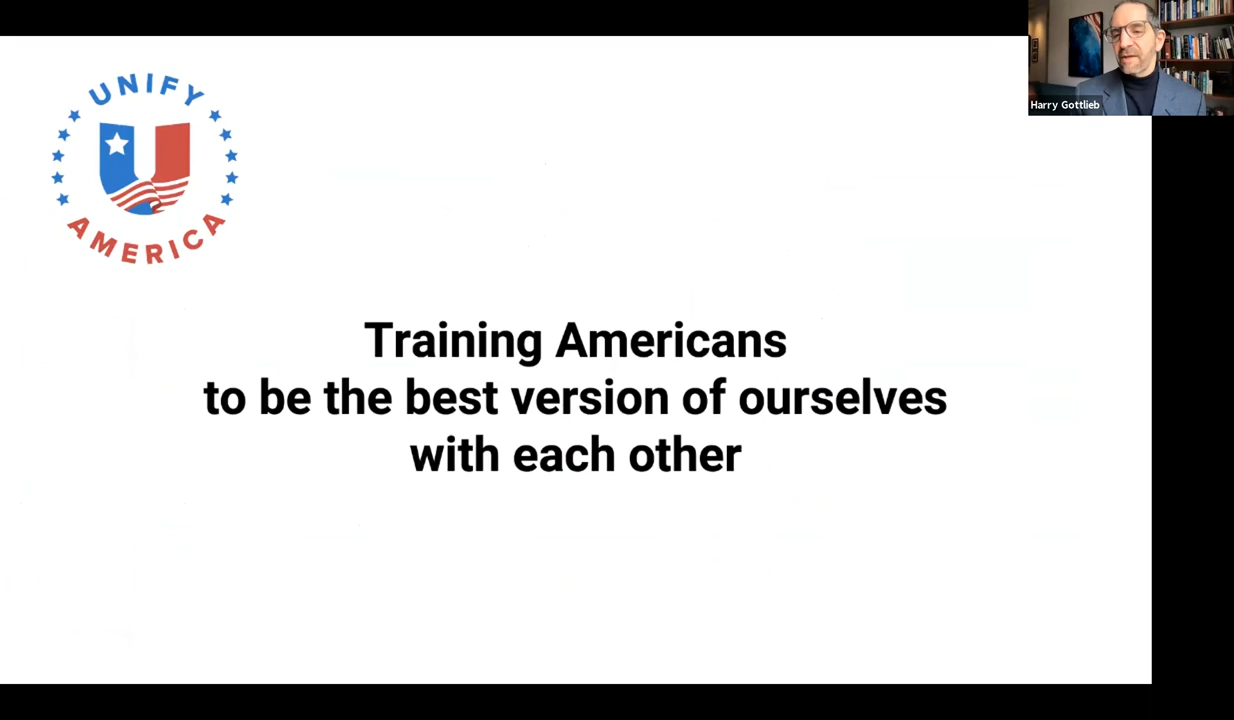 UNIFY
AMERICA
Harry Gottlieb
Training Americans
to be the best version of ourselves
with each other